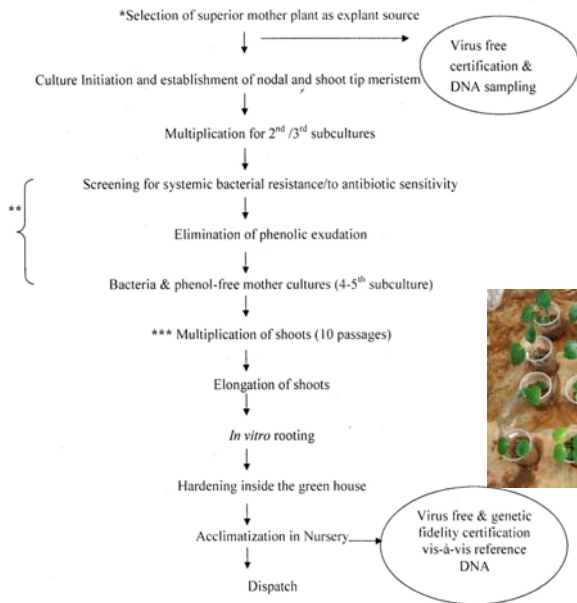 *Selection of superior mother plant as explant source
Virus free
certification &
DNA sampling
Culture Initiation and establishment of nodal and shoot tip meristem
Multiplication for 2nd /3rd subcultures
**
Screening for systemic bacterial resistance/to antibiotic sensitivity
Elimination of phenolic exudation
Bacteria & phenol-free mother cultures (4-5th subculture)
*** Multiplication of shoots (10 passages)
Elongation of shoots
In vitro rooting
Hardening inside the green house
Acclimatization in Nursery
Virus free & genetic
fidelity certification
vis-à-vis reference
DNA
Dispatch